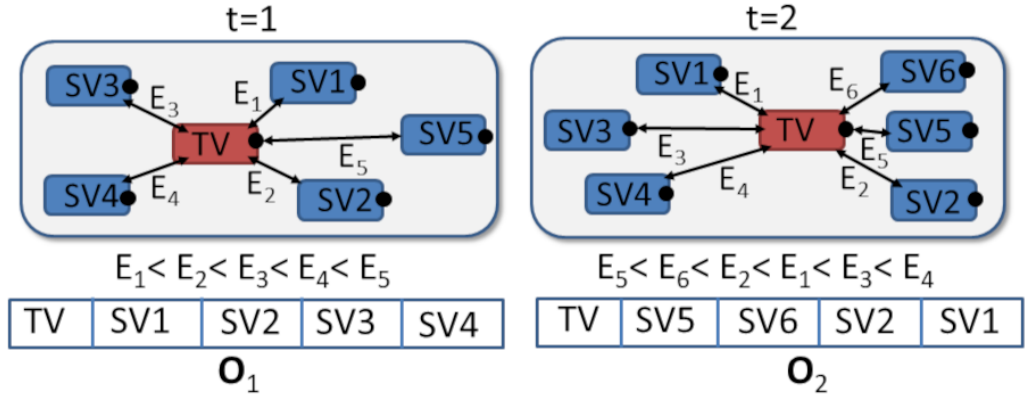 t=1
SV3
SV1
E₃
E₁
TV
SV5
E₅
SV4
E₄
E₂
SV2
E₁< E₂< E₃< E₄< E₅
TV SV1 SV2 SV3 SV4
O₁
t=2
SV1
SV6
E₁
E₆
SV3
TV
SV5
E₃
E₅
SV4
E₄
E₂
SV2
E₅< E₆< E₂< E₁< E₃< E₄
TV SV5 SV6 SV2 SV1
O₂